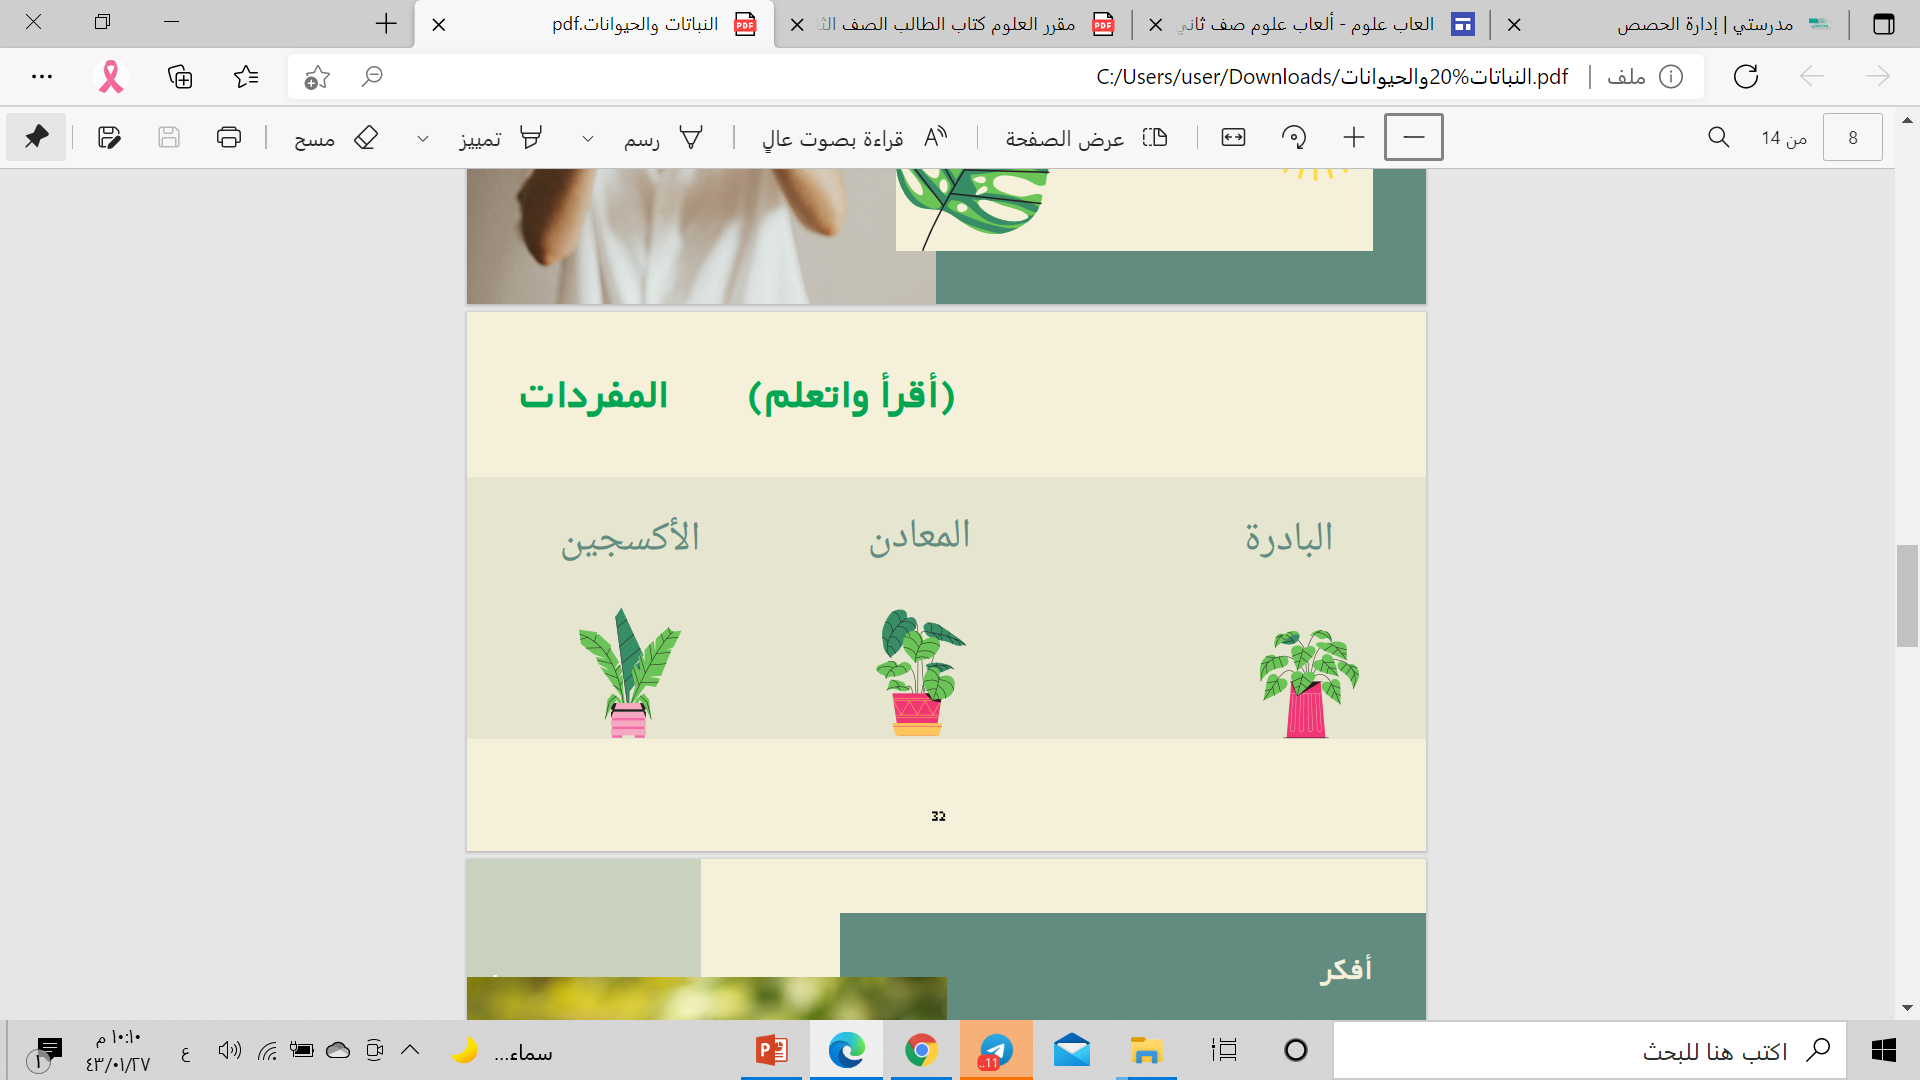 مدرستي | إدارة الحصص
العاب علوم - ألعاب علوم صف ثاني
مقرر العلوم كتاب الطالب الصف الثا
النباتات والحيوانات.pdf
ملف
C:/Users/user/Downloads/النباتات%20والحيوانات.pdf
8
من 14
عرض الصفحة
قراءة بصوت عالٍ
رسم
تمييز
مسح
(أقرأ واتعلم) المفردات
البادرة
المعادن
الأكسجين
32
أفكر
اكتب هنا للبحث
11..
سماء...
ع
١٠:١٠ م
٤٣/٠١/٢٧
١